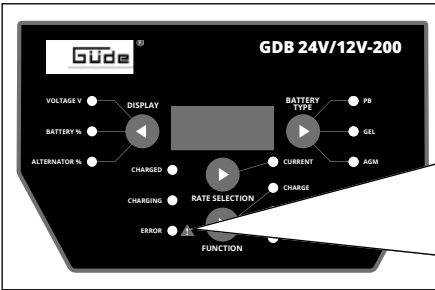 Güde ®
GDB 24V/12V-200
VOLTAGE V
DISPLAY
BATTERY TYPE
PB
BATTERY %
GEL
ALTERNATOR %
AGM
CHARGED
CURRENT
CHARGE
RATE SELECTION
CHARGING
ERROR
FUNCTION